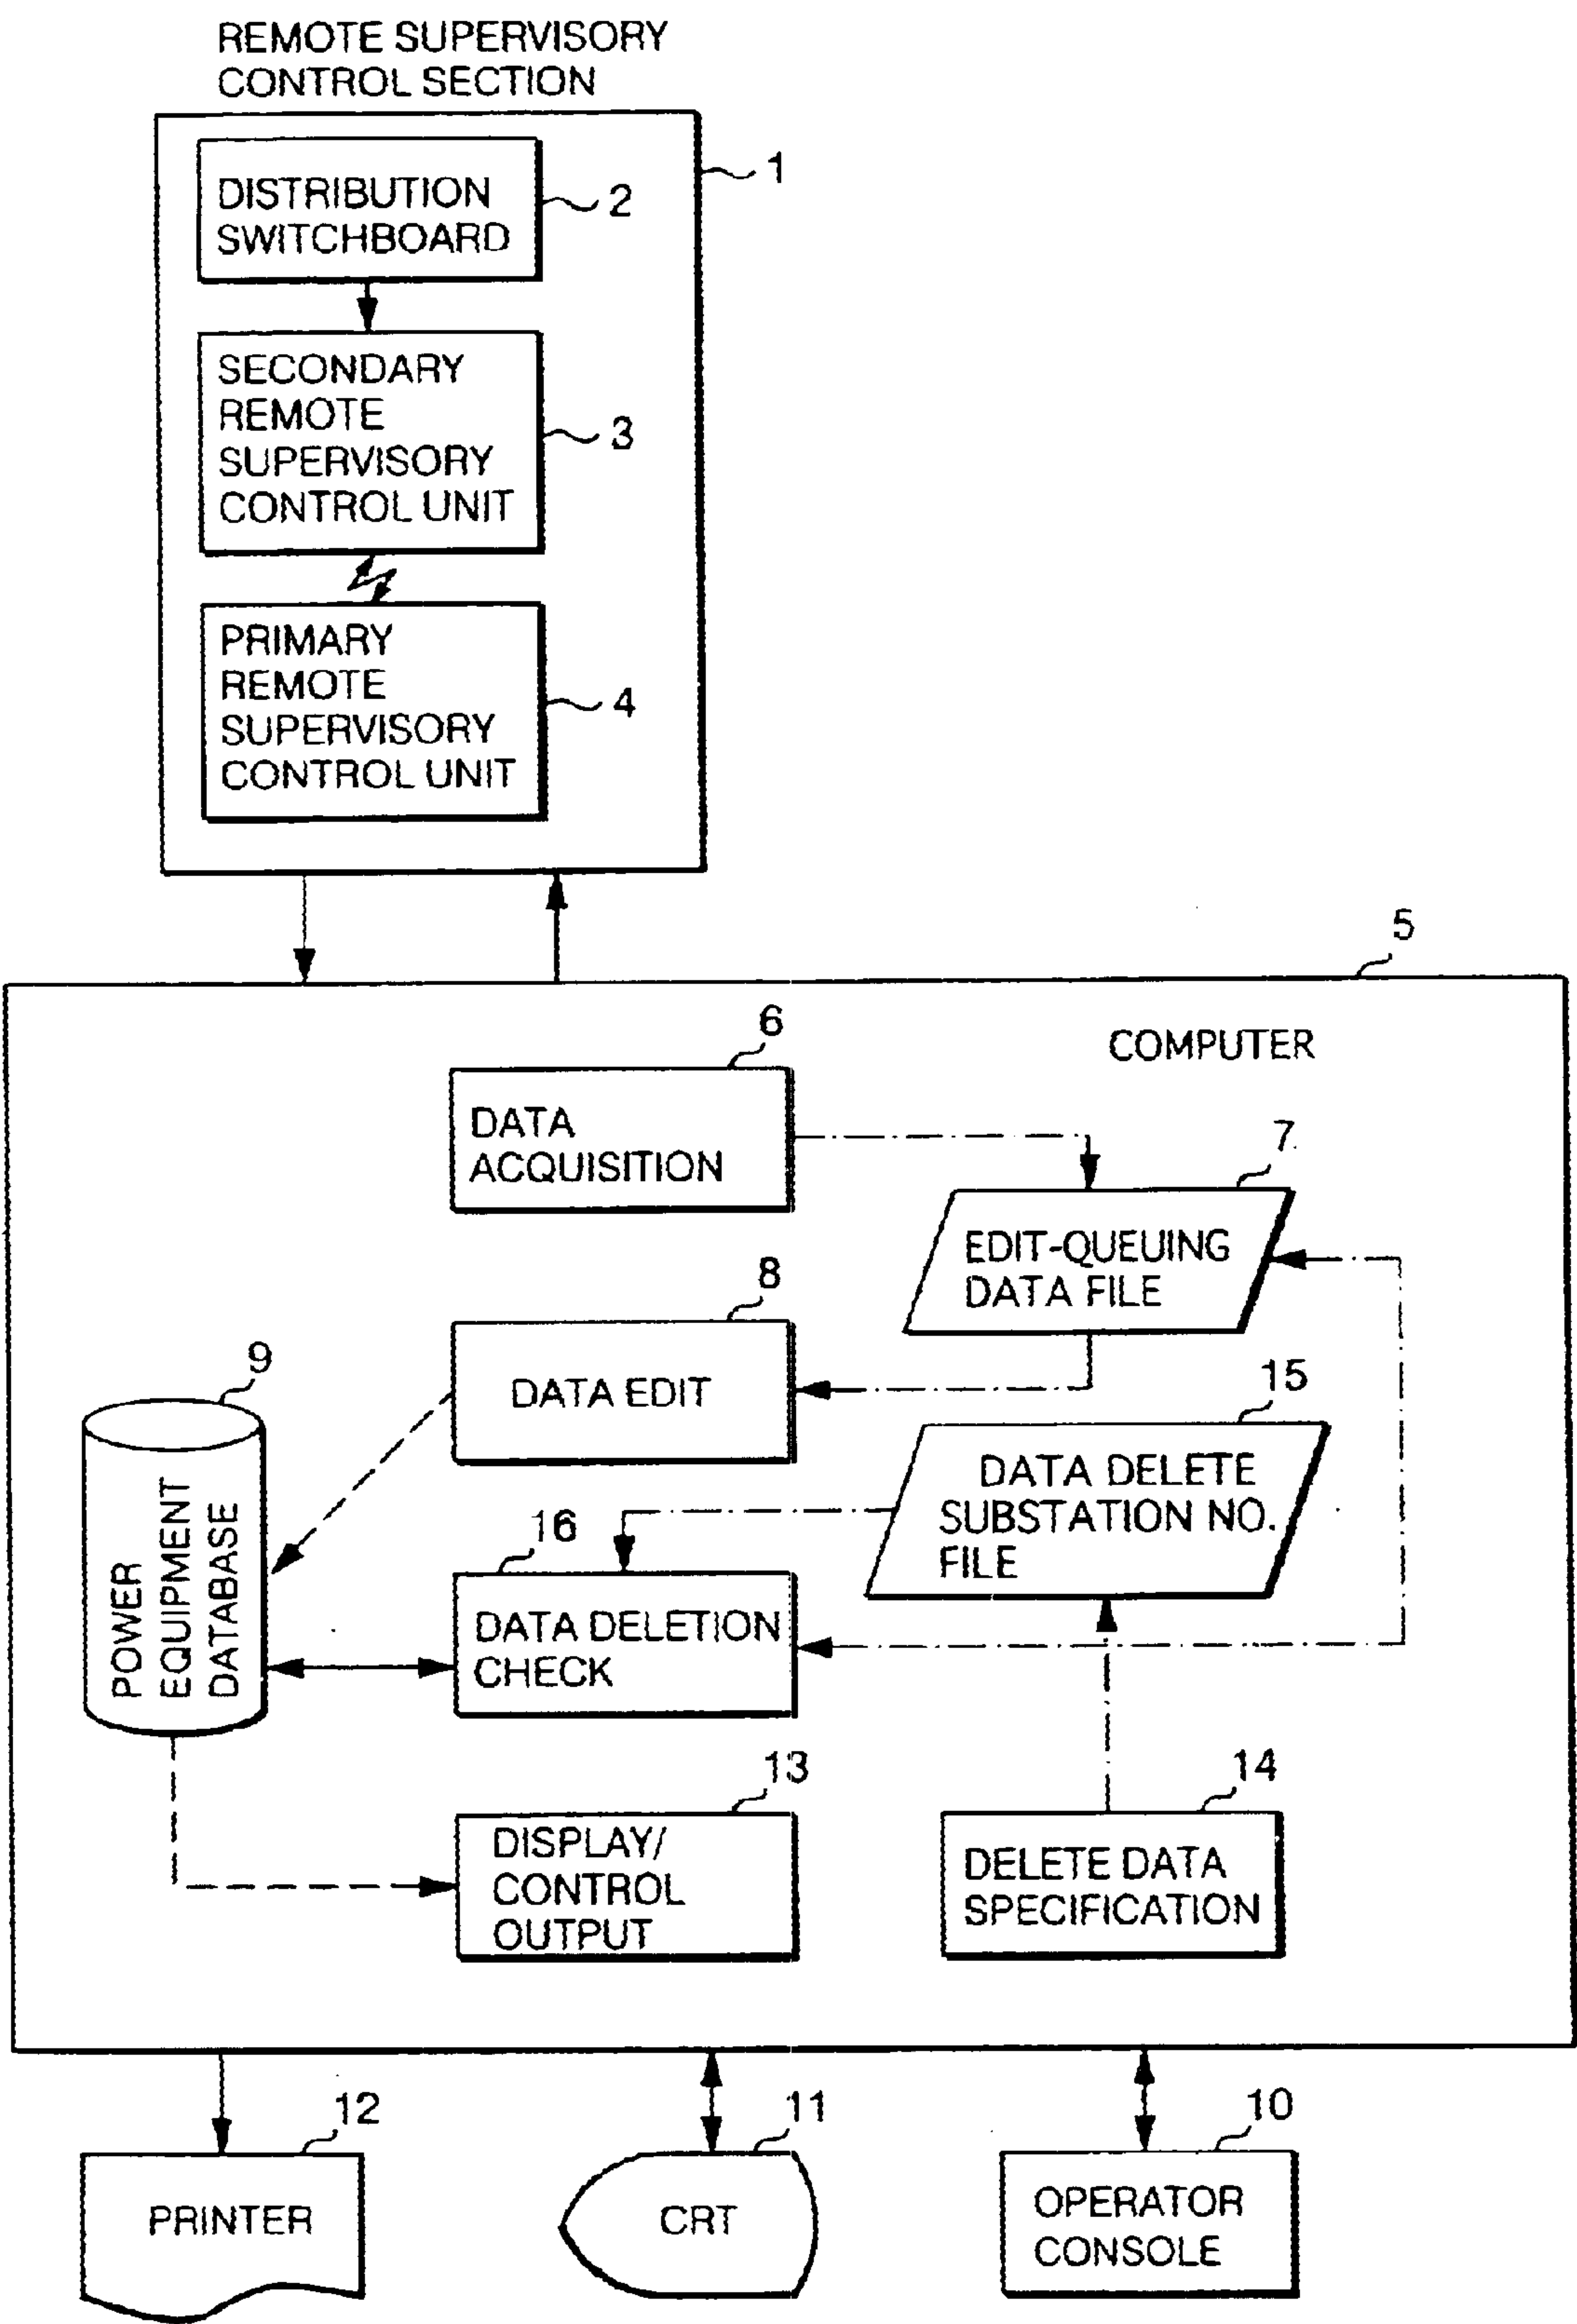 REMOTE SUPERVISORY
CONTROL SECTION
1
DISTRIBUTION
SWITCHBOARD
2
SECONDARY
REMOTE
SUPERVISORY
CONTROL UNIT
3
PRIMARY
REMOTE
SUPERVISORY
CONTROL UNIT
4
5
COMPUTER
6
DATA
ACQUISITION
7
EDIT-QUEUING
DATA FILE
8
DATA EDIT
9
POWER
EQUIPMENT
DATABASE
15
DATA DELETE
SUBSTATION NO.
FILE
16
DATA DELETION
CHECK
13
DISPLAY/
CONTROL
OUTPUT
14
DELETE DATA
SPECIFICATION
12
PRINTER
11
CRT
10
OPERATOR
CONSOLE